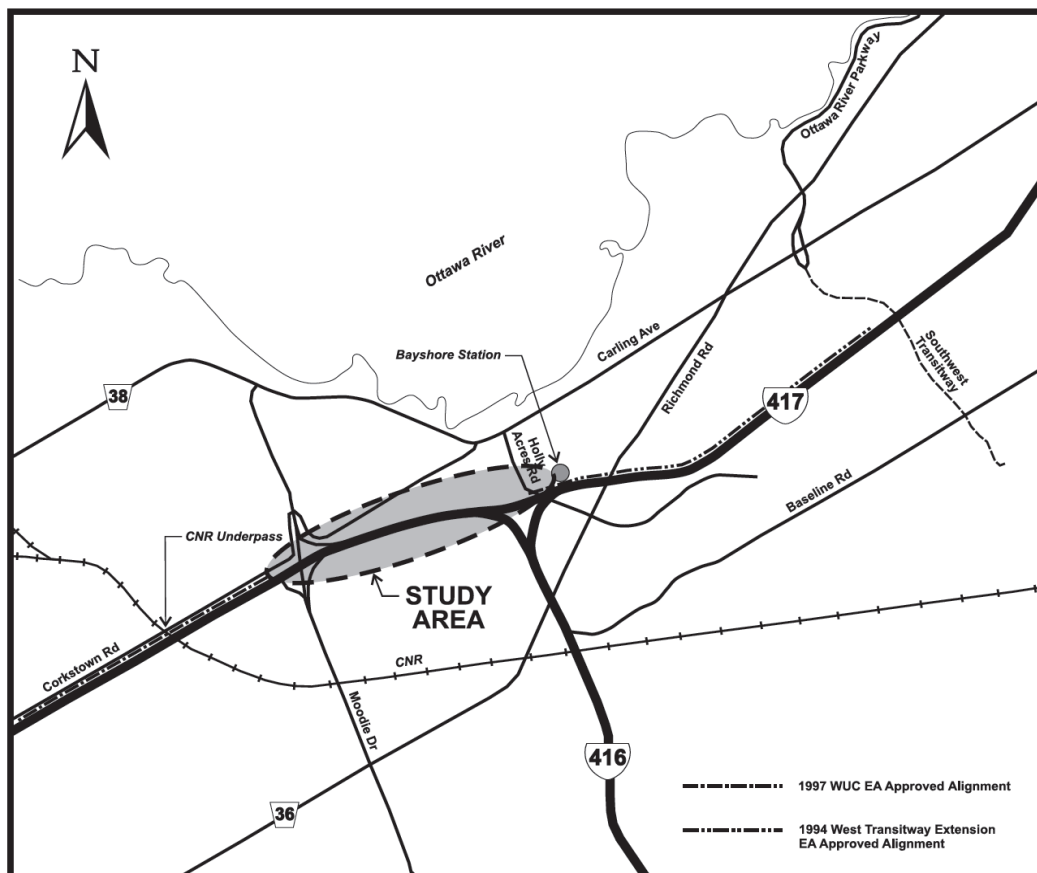 N
Ottawa River Parkway
Ottawa River
Bayshore Station
Carling Ave
Richmond Rd
Southwest
Transitway
38
417
Holly
Acres Rd
Baseline Rd
CNR Underpass
STUDY
AREA
Corkstown Rd
CNR
Moodie Dr
416
36
1997 WUC EA Approved Alignment
1994 West Transitway Extension
EA Approved Alignment